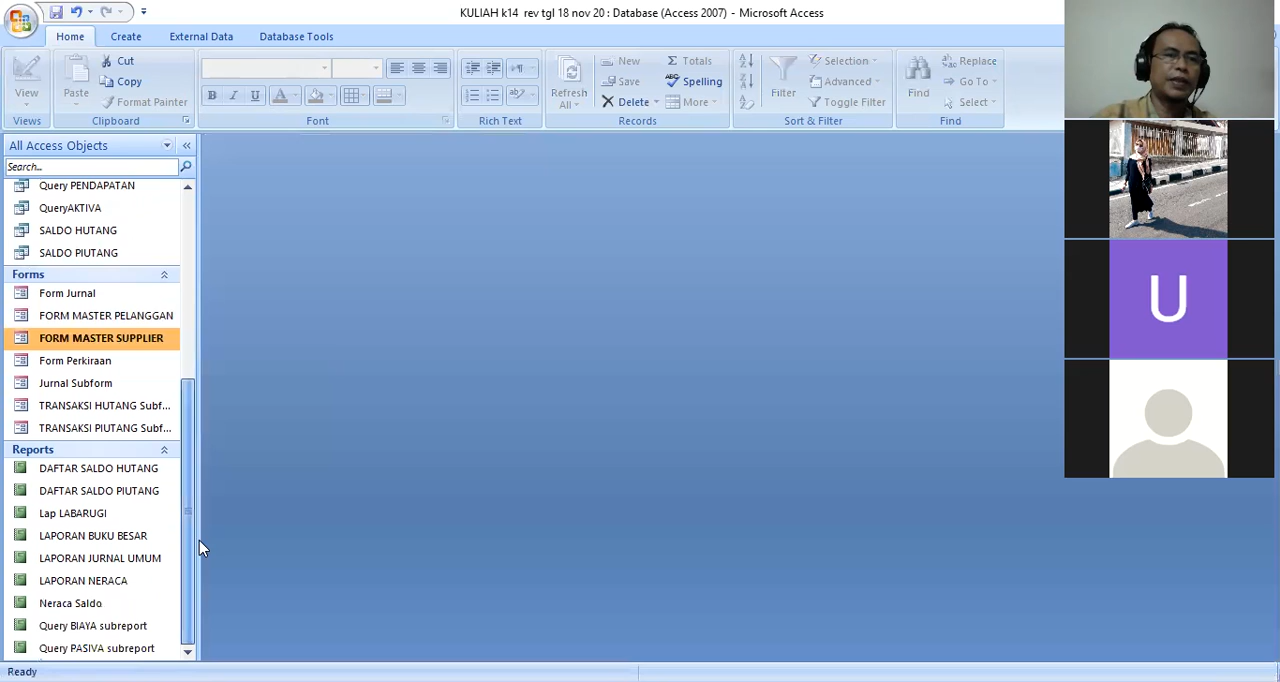 KULIAH k14 rev tgl 18 nov 20 : Database (Access 2007) - Microsoft Access
Home Create External Data Database Tools
View
Views
Paste
Cut
Copy
Format Painter
Clipboard
B I U A
Font
Rich Text
Refresh All
New
Save
Delete
Totals
Spelling
More
Records
Filter
Selection
Advanced
Toggle Filter
Sort & Filter
Find
Replace
Go To
Select
Find
All Access Objects
Search...
Query PENDAPATAN
QueryAKTIVA
SALDO HUTANG
SALDO PIUTANG
Forms
Form Jurnal
FORM MASTER PELANGGAN
FORM MASTER SUPPLIER
Form Perkiraan
Jurnal Subform
TRANSAKSI HUTANG Subf...
TRANSAKSI PIUTANG Subf...
Reports
DAFTAR SALDO HUTANG
DAFTAR SALDO PIUTANG
Lap LABARUGI
LAPORAN BUKU BESAR
LAPORAN JURNAL UMUM
LAPORAN NERACA
Neraca Saldo
Query BIAYA subreport
Query PASIVA subreport
Ready
U